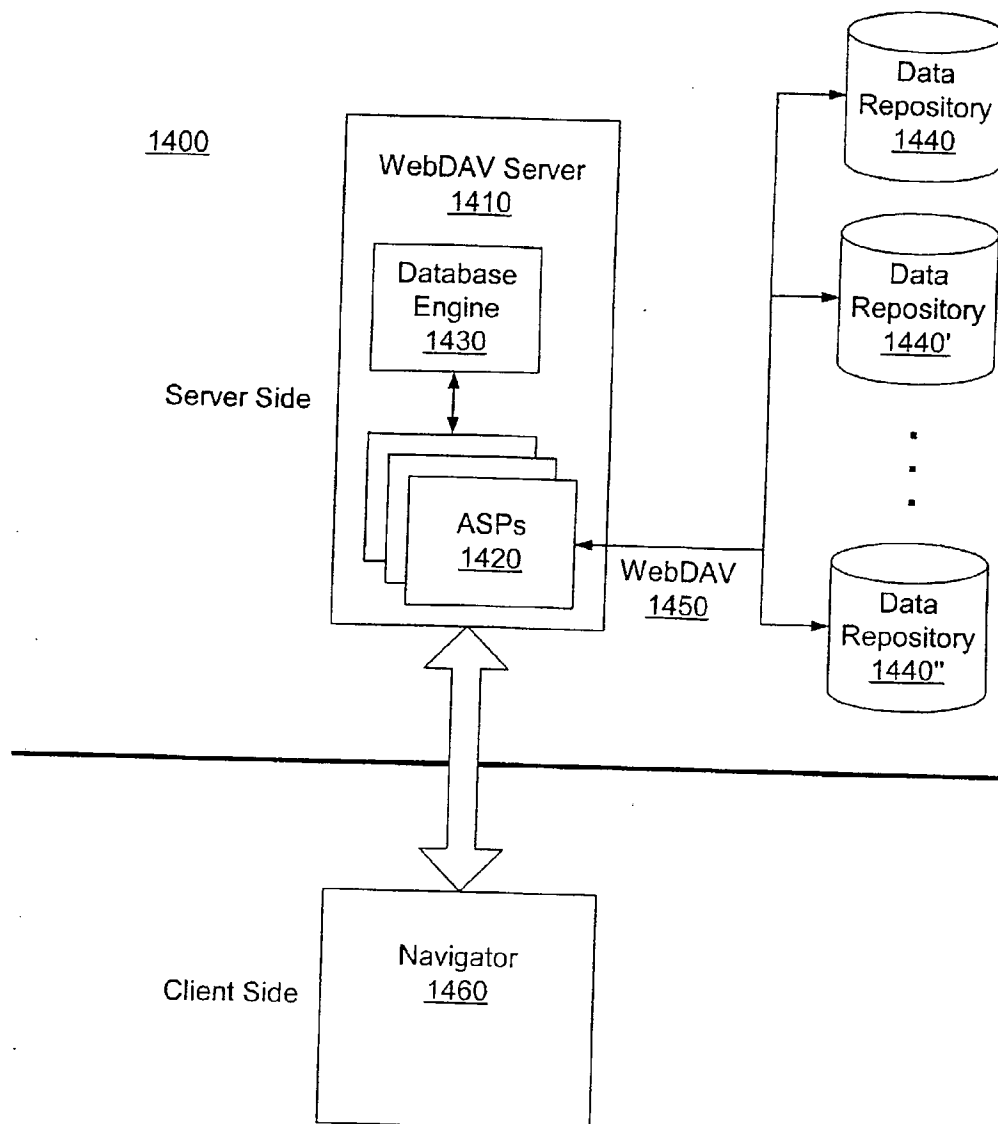 1400
WebDAV Server
1410
Database
Engine
1430
Server Side
ASPs
1420
WebDAV
1450
Data
Repository
1440
Data
Repository
1440'
Data
Repository
1440"
Client Side
Navigator
1460